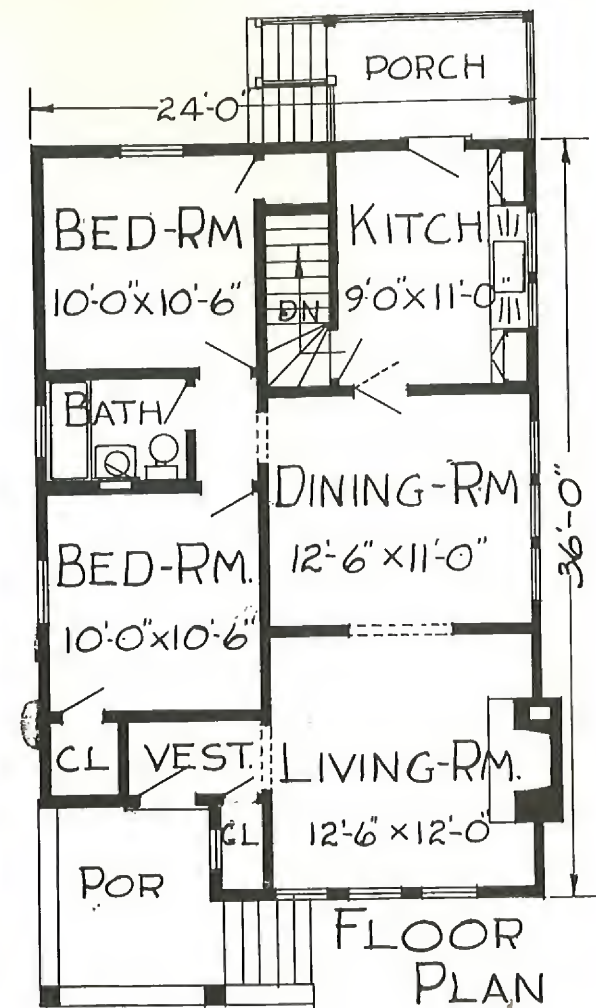 PORCH
24'-0"
BED-RM
10'-0"X10'-6"
KITCH
9'0"X11'-0"
DN
BATH
DINING-RM
12'-6"X11'-0"
36'-0"
BED-RM.
10'-0"X10'-6"
CL
VEST.
LIVING-RM.
12'-6"X12'-0"
CL
POR
FLOOR
PLAN